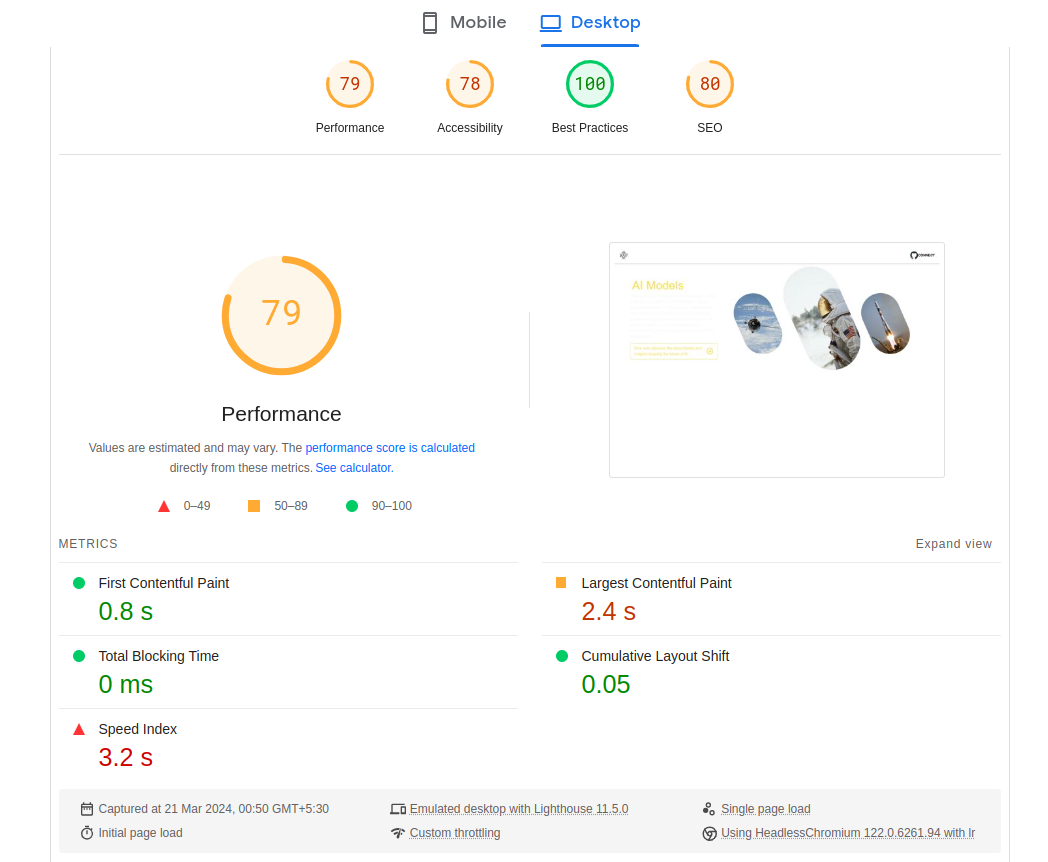 Mobile
Desktop
79
78
100
80
Performance
Accessibility
Best Practices
SEO
79
Performance
Values are estimated and may vary. The performance score is calculated
directly from these metrics. See calculator.
0–49
50–89
90–100
CONNECT
AI Models
METRICS
Expand view
First Contentful Paint
0.8 s
Largest Contentful Paint
2.4 s
Total Blocking Time
0 ms
Cumulative Layout Shift
0.05
Speed Index
3.2 s
Captured at 21 Mar 2024, 00:50 GMT+5:30
Emulated desktop with Lighthouse 11.5.0
Single page load
Initial page load
Custom throttling
Using HeadlessChromium 122.0.6261.94 with lr